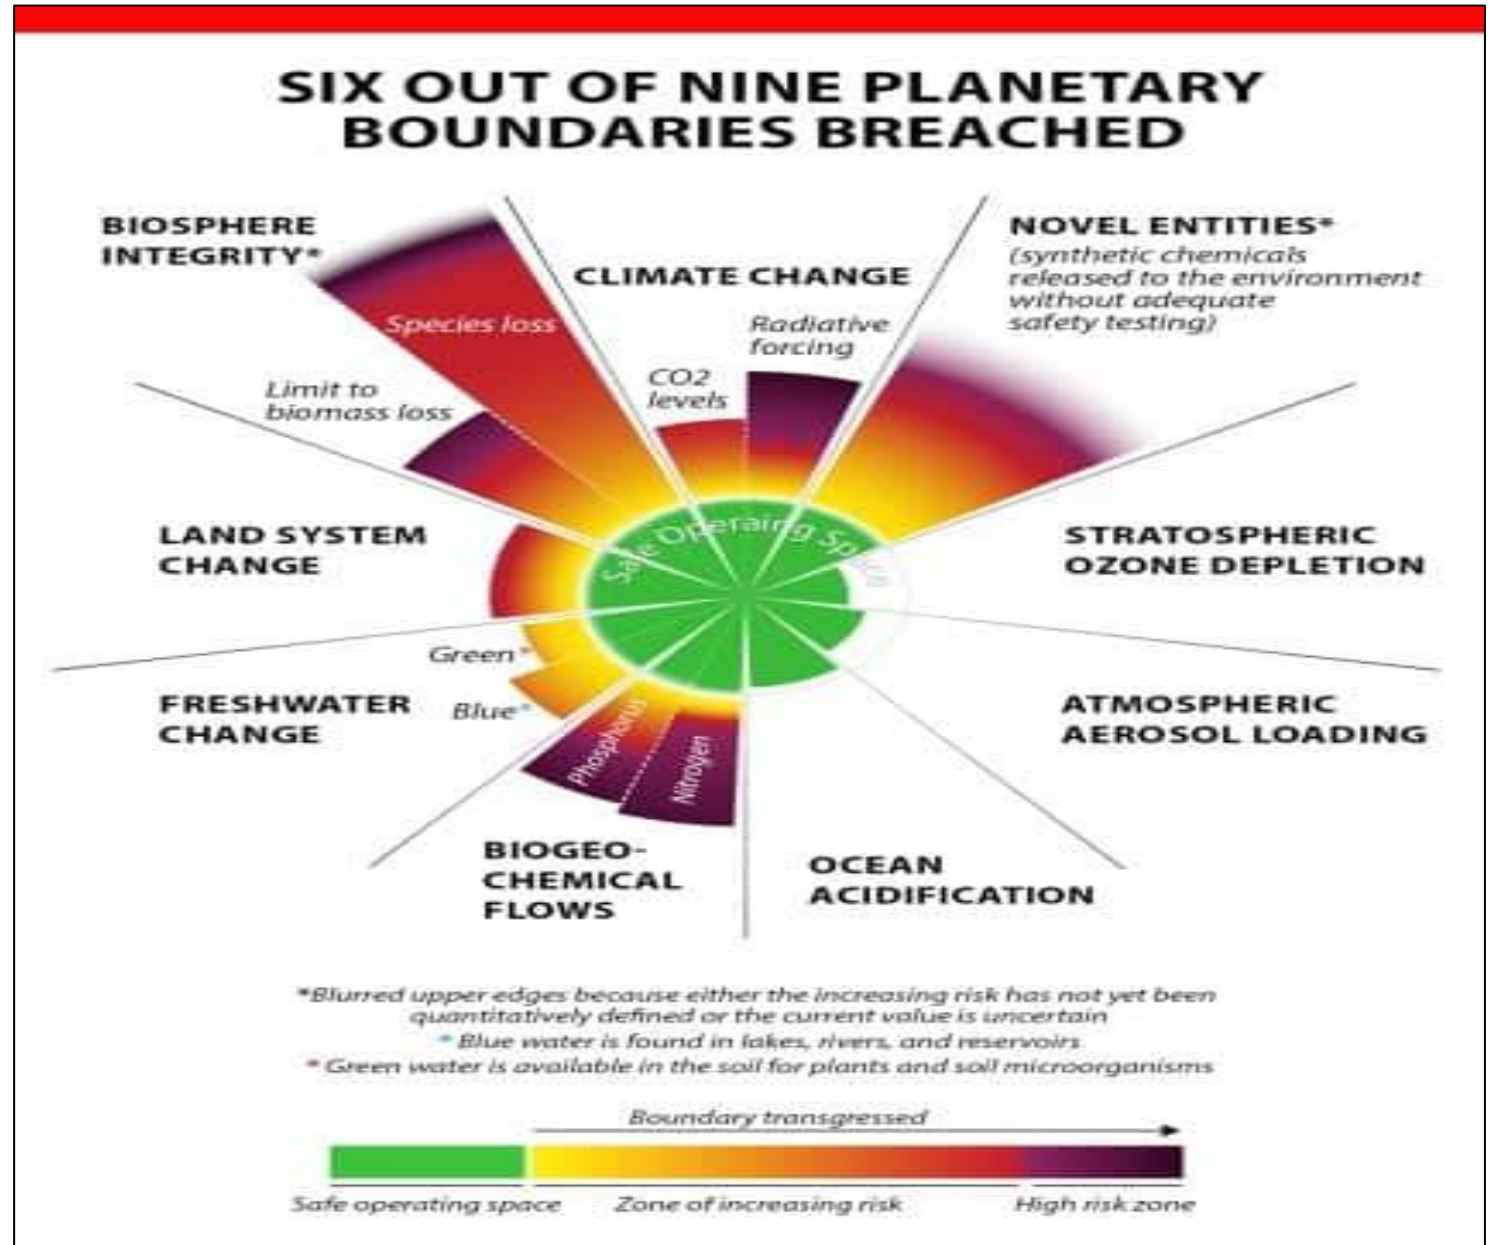 SIX OUT OF NINE PLANETARY
BOUNDARIES BREACHED
BIOSPHERE
INTEGRITY*
CLIMATE CHANGE
NOVEL ENTITIES*
(synthetic chemicals
released to the environment
without adequate
safety testing)
Species loss
Radiative
forcing
CO2
levels
Limit to
biomass loss
Safe Operaing Space
LAND SYSTEM
CHANGE
STRATOSPHERIC
OZONE DEPLETION
Green*
Blue*
FRESHWATER
CHANGE
ATMOSPHERIC
AEROSOL LOADING
Phosphorus
Nitrogen
BIOGEO-
CHEMICAL
FLOWS
OCEAN
ACIDIFICATION
*Blurred upper edges because either the increasing risk has not yet been
quantitatively defined or the current value is uncertain
* Blue water is found in lakes, rivers, and reservoirs
* Green water is available in the soil for plants and soil microorganisms
Boundary transgressed
Safe operating space
Zone of increasing risk
High risk zone